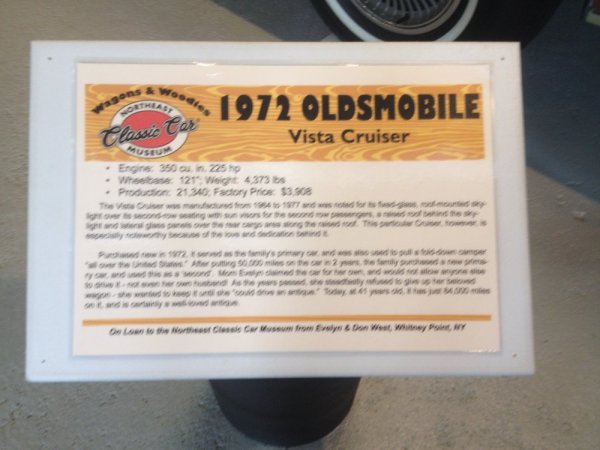 Wagons & Woodies
NORTHEAST
Classic Car
MUSEUM
1972 OLDSMOBILE
Vista Cruiser
• Engine: 350 cu. in. 225 hp
• Wheelbase: 121"; Weight: 4,373 lbs
• Production: 21,340; Factory Price: $3,908
The Vista Cruiser was manufactured from 1964 to 1977 and was noted for its fixed-glass, roof-mounted sky-
light over its second-row seating with sun visors for the second row passengers, a raised roof behind the sky-
light and lateral glass panels over the rear cargo area along the raised roof. This particular Cruiser, however, is
especially noteworthy because of the love and dedication behind it.
Purchased new in 1972, it served as the family's primary car, and was also used to pull a fold-down camper
"all over the United States." After putting 50,000 miles on the car in 2 years, the family purchased a new prima-
ry car, and used this as a 'second'. Mom Evelyn claimed the car for her own, and would not allow anyone else
to drive it - not even her own husband! As the years passed, she steadfastly refused to give up her beloved
wagon - she wanted to keep it until she "could drive an antique." Today, at 41 years old, it has just 84,000 miles
on it, and is certainly a well-loved antique.
On Loan to the Northeast Classic Car Museum from Evelyn & Don West, Whitney Point, NY